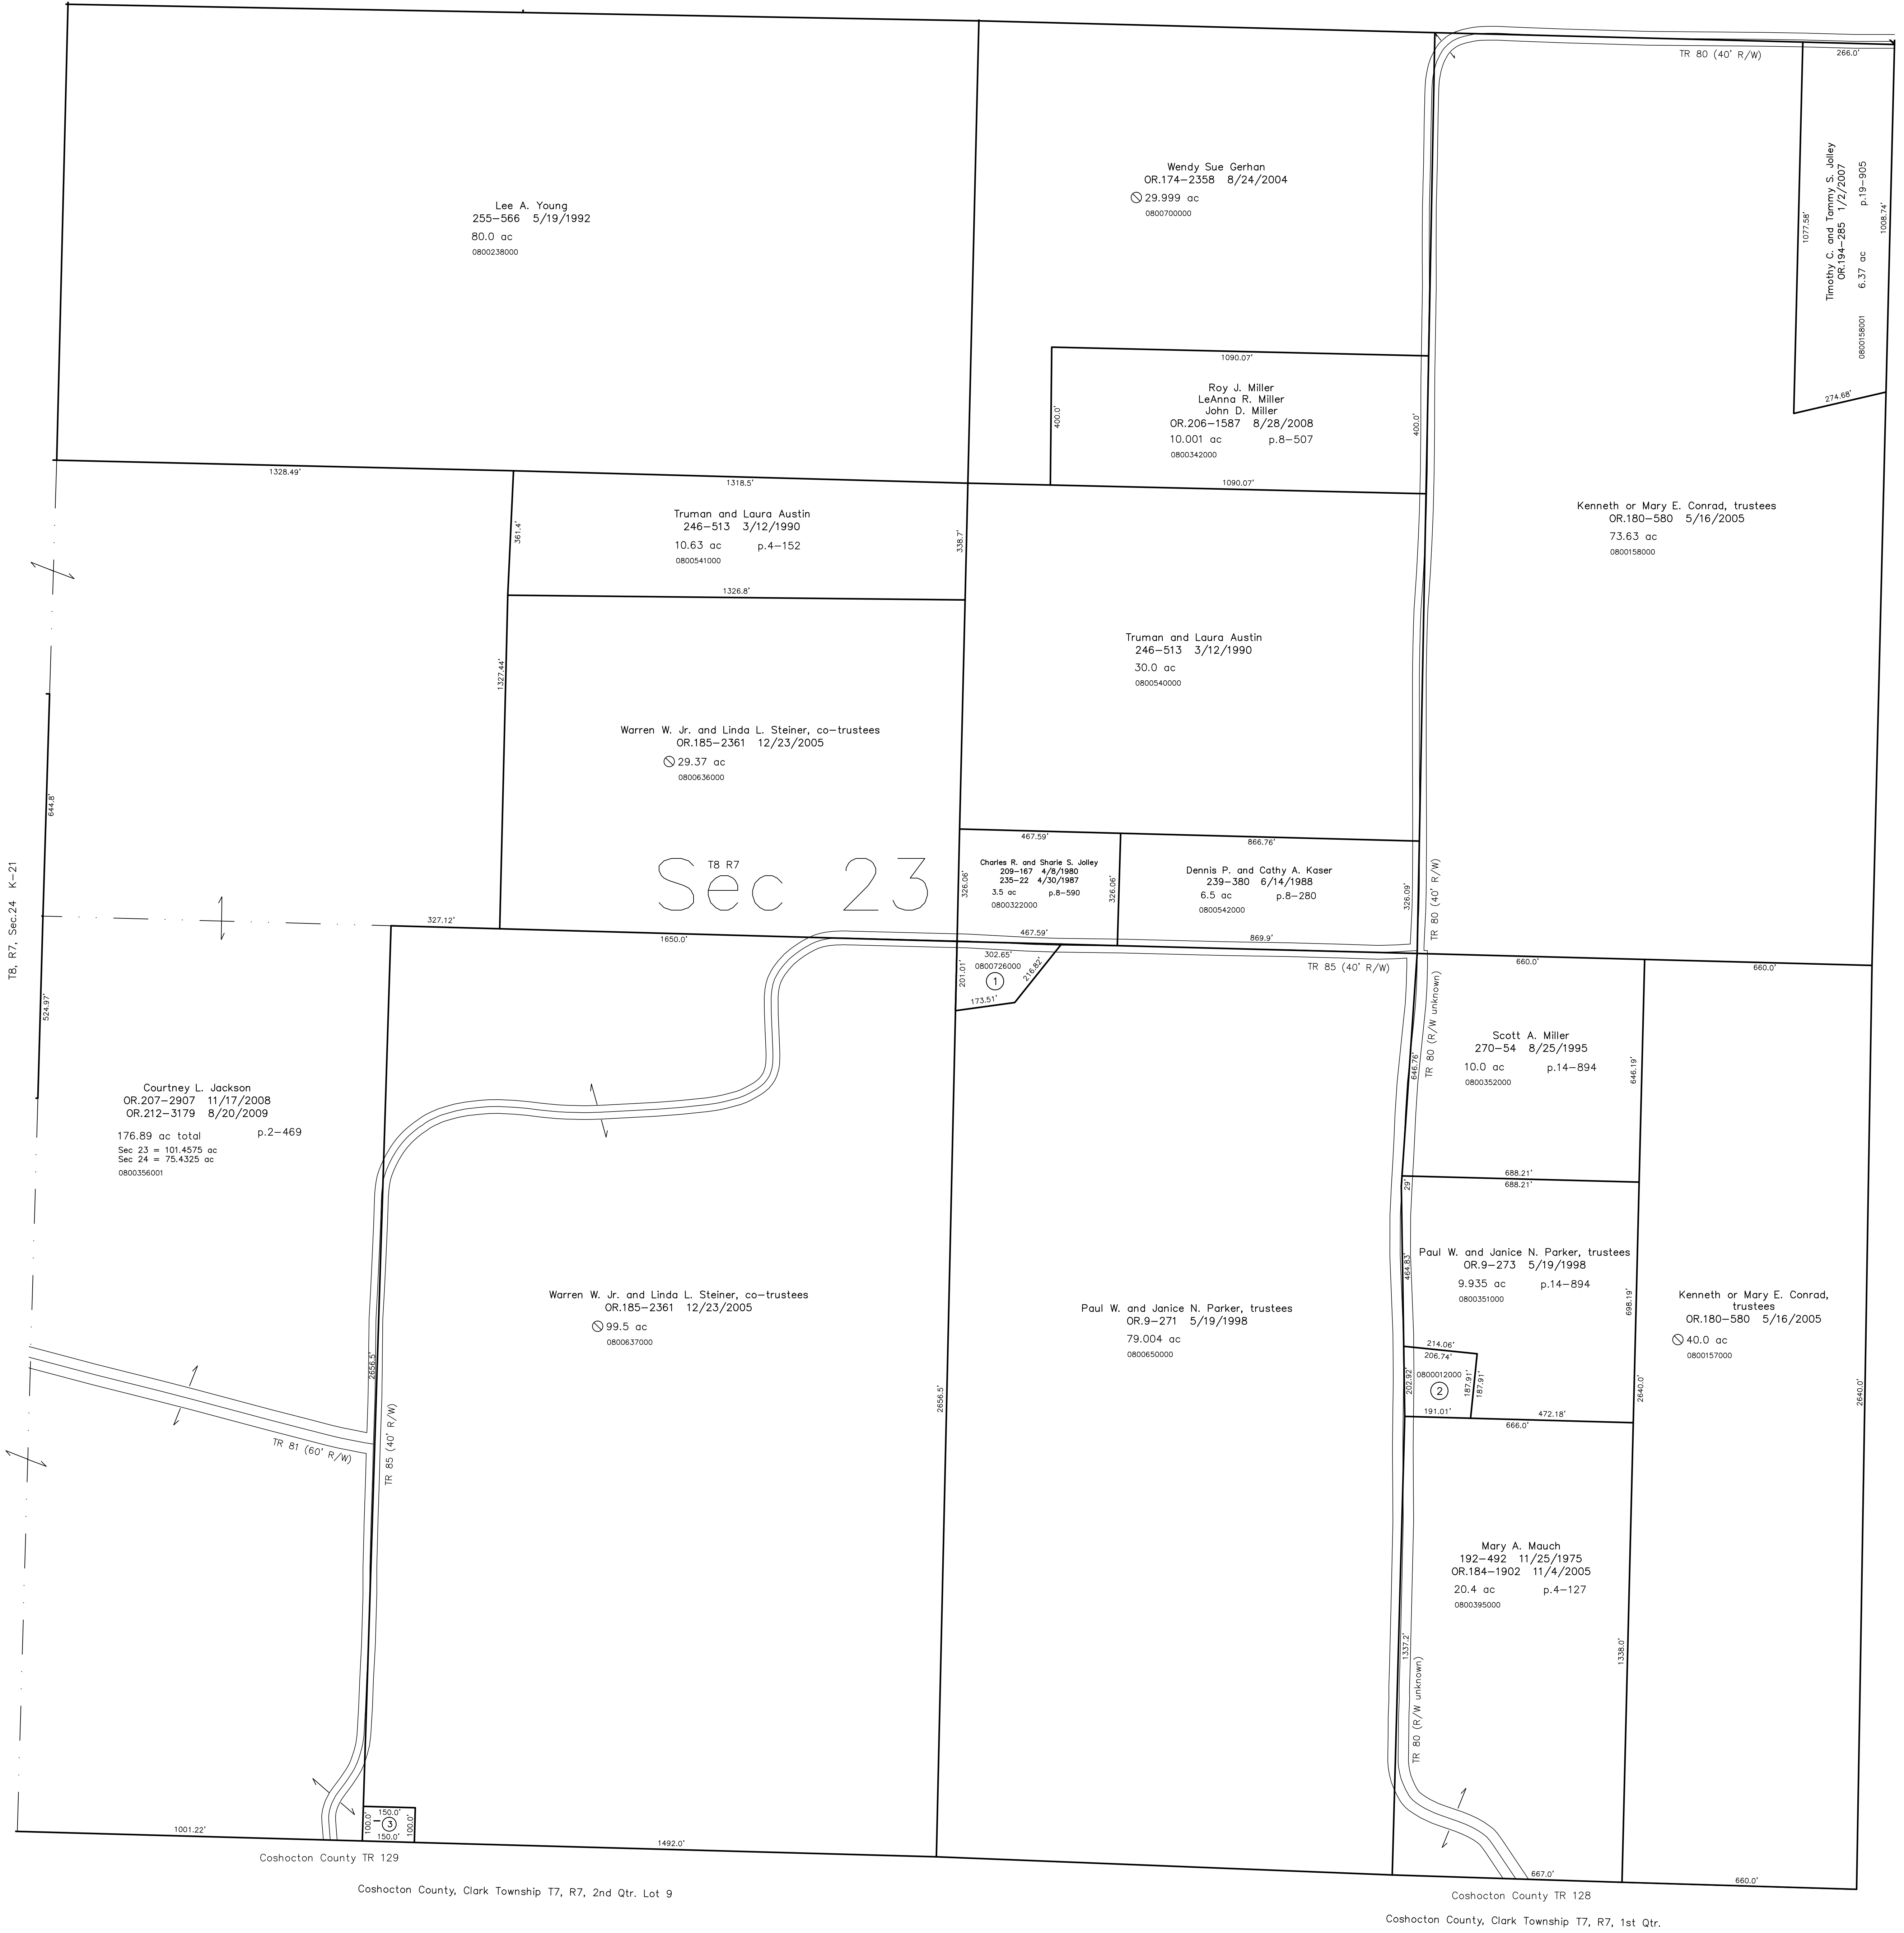 TR 80 (40' R/W)
266.0'
Lee A. Young
255-566 5/19/1992
80.0 ac
0800238000
Wendy Sue Gerhan
OR.174-2358 8/24/2004
29.999 ac
0800700000
Timothy C. and Tammy S. Jolley
OR.194-285 1/2/2007
6.37 ac p.19-905
0800158001
1077.58'
1008.74'
274.68'
1090.07'
Roy J. Miller
LeAnna R. Miller
John D. Miller
OR.206-1587 8/28/2008
10.001 ac p.8-507
0800342000
400.0'
400.0'
1090.07'
1328.49'
1318.5'
Truman and Laura Austin
246-513 3/12/1990
10.63 ac p.4-152
0800541000
361.4'
338.7'
1326.8'
Kenneth or Mary E. Conrad, trustees
OR.180-580 5/16/2005
73.63 ac
0800158000
Truman and Laura Austin
246-513 3/12/1990
30.0 ac
0800540000
1327.44'
Warren W. Jr. and Linda L. Steiner, co-trustees
OR.185-2361 12/23/2005
29.37 ac
0800636000
644.8'
T8, R7, Sec.24 K-21
T8 R7
Sec 23
467.59'
866.76'
Charles R. and Sharie S. Jolley
209-167 4/8/1980
235-22 4/30/1987
3.5 ac p.8-590
0800322000
326.06'
326.06'
467.59'
Dennis P. and Cathy A. Kaser
239-380 6/14/1988
6.5 ac p.8-280
0800542000
326.09'
869.9'
TR 80 (40' R/W)
327.12'
1650.0'
302.65'
0800726000
1
201.01'
216.82'
173.51'
TR 85 (40' R/W)
660.0'
660.0'
TR 80 (R/W unknown)
524.97'
Scott A. Miller
270-54 8/25/1995
10.0 ac p.14-894
0800352000
646.76'
646.19'
688.21'
Courtney L. Jackson
OR.207-2907 11/17/2008
OR.212-3179 8/20/2009
176.89 ac total p.2-469
Sec 23 = 101.4575 ac
Sec 24 = 75.4325 ac
0800356001
29'
688.21'
Paul W. and Janice N. Parker, trustees
OR.9-273 5/19/1998
9.935 ac p.14-894
0800351000
464.83'
698.19'
Warren W. Jr. and Linda L. Steiner, co-trustees
OR.185-2361 12/23/2005
99.5 ac
0800637000
Paul W. and Janice N. Parker, trustees
OR.9-271 5/19/1998
79.004 ac
0800650000
Kenneth or Mary E. Conrad,
trustees
OR.180-580 5/16/2005
40.0 ac
0800157000
214.06'
206.74'
0800012000
2
202.92'
187.91'
187.91'
191.01'
472.18'
666.0'
2656.5'
2656.5'
2640.0'
2640.0'
TR 85 (40' R/W)
TR 81 (60' R/W)
Mary A. Mauch
192-492 11/25/1975
OR.184-1902 11/4/2005
20.4 ac p.4-127
0800395000
1337.2'
1338.0'
TR 80 (R/W unknown)
150.0'
3
100.0'
100.0'
150.0'
1001.22'
1492.0'
667.0'
660.0'
Coshocton County TR 129
Coshocton County, Clark Township T7, R7, 2nd Qtr. Lot 9
Coshocton County TR 128
Coshocton County, Clark Township T7, R7, 1st Qtr.